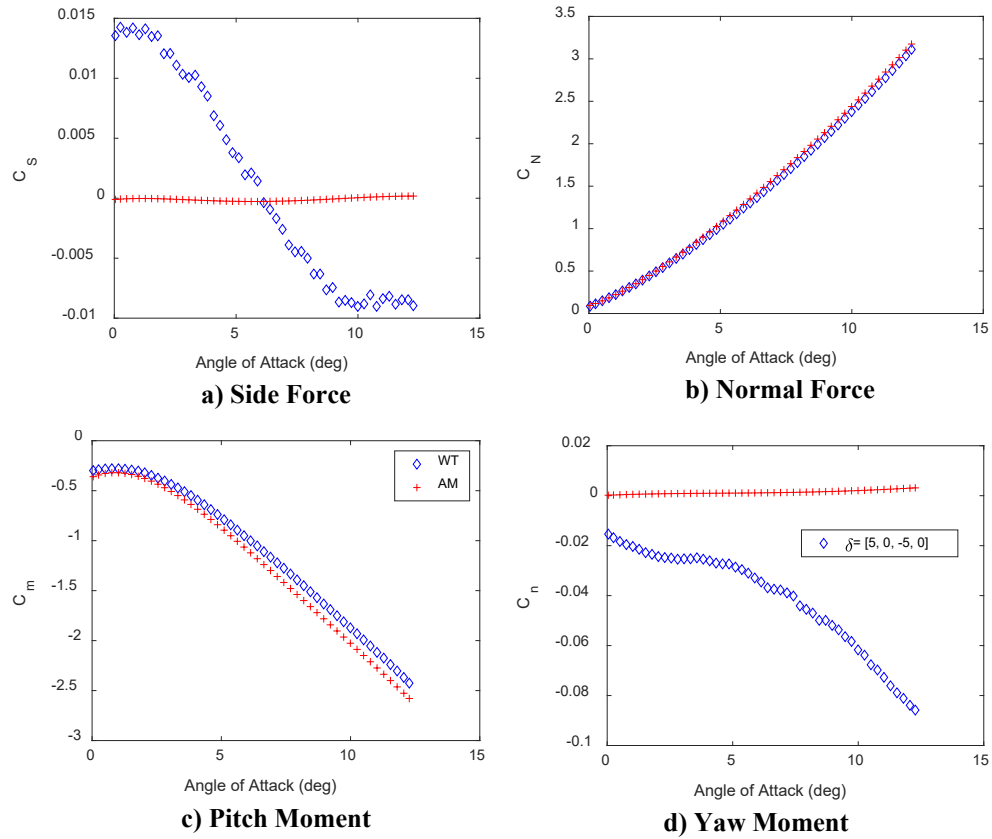 0.015
0.01
0.005
0
-0.005
-0.01
C S
0 5 10 15
Angle of Attack (deg)
a) Side Force
3.5
3
2.5
2
1.5
1
0.5
0
C N
0 5 10 15
Angle of Attack (deg)
b) Normal Force
0
-0.5
-1
-1.5
-2
-2.5
-3
C m
WT
AM
0 5 10 15
Angle of Attack (deg)
c) Pitch Moment
0.02
0
-0.02
-0.04
-0.06
-0.08
-0.1
C n
δ= [5, 0, -5, 0]
0 5 10 15
Angle of Attack (deg)
d) Yaw Moment